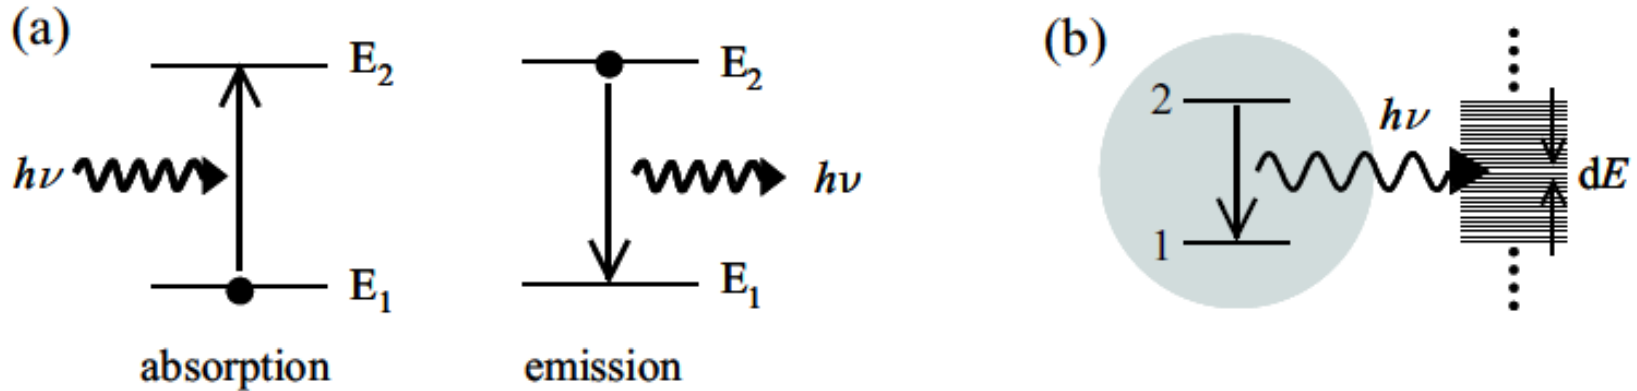 (a)
E₂
hν
E₁
absorption
E₂
hν
E₁
emission
(b)
2
1
hν
dE